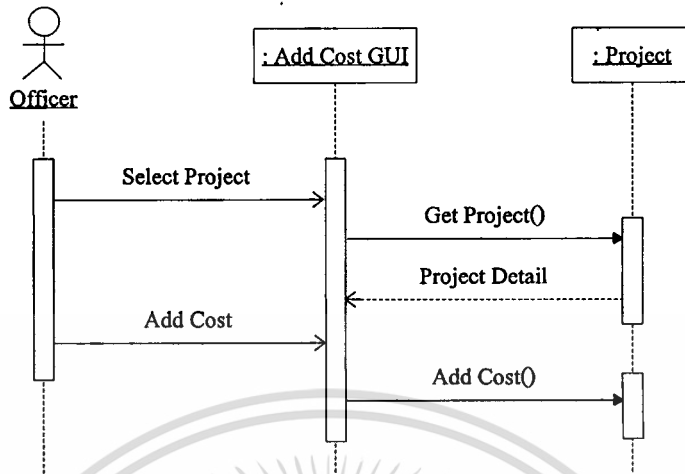 : Add Cost GUI
: Project
Officer
Select Project
Get Project()
Project Detail
Add Cost
Add Cost()